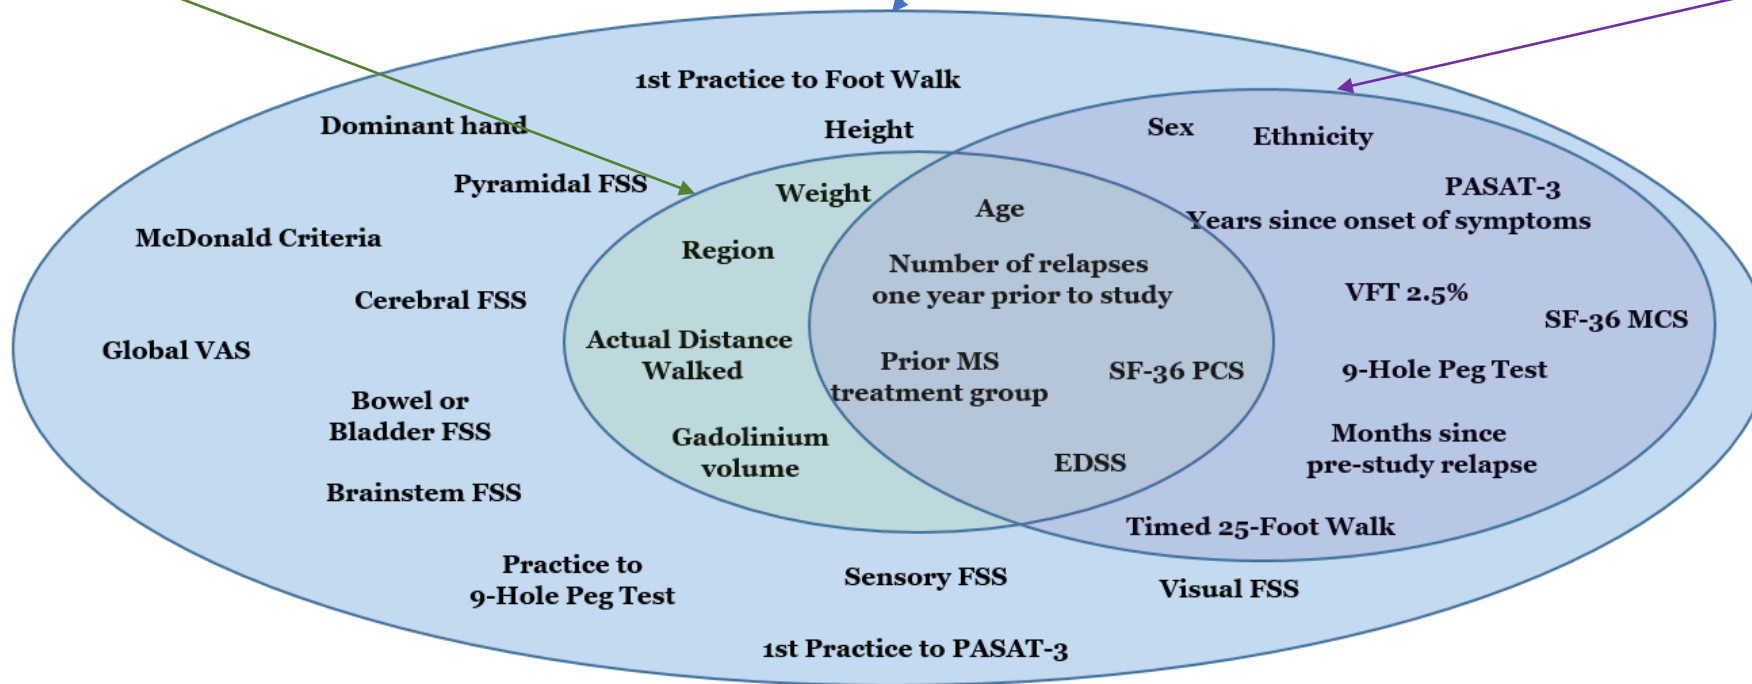 1st Practice to Foot Walk
Dominant hand
Height
Sex
Ethnicity
Pyramidal FSS
Weight
Age
PASAT-3
Years since onset of symptoms
McDonald Criteria
Region
Number of relapses
one year prior to study
Cerebral FSS
VFT 2.5%
SF-36 MCS
Global VAS
Actual Distance
Walked
Prior MS
treatment group
SF-36 PCS
9-Hole Peg Test
Bowel or
Bladder FSS
Gadolinium
volume
EDSS
Months since
pre-study relapse
Brainstem FSS
Timed 25-Foot Walk
Practice to
9-Hole Peg Test
Sensory FSS
Visual FSS
1st Practice to PASAT-3